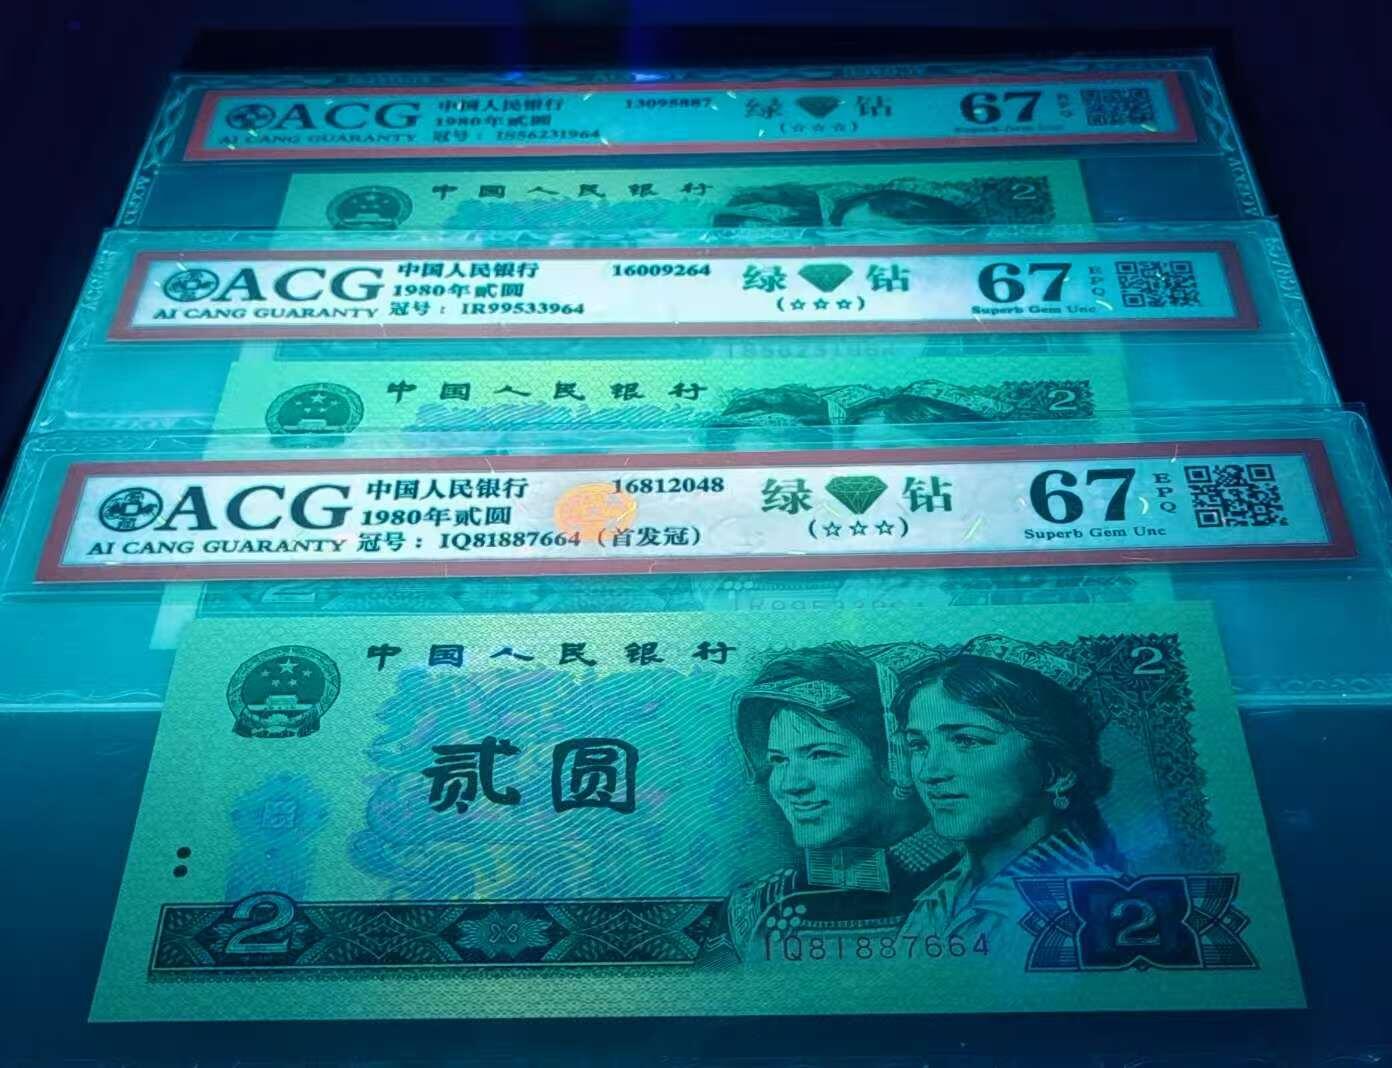 ACG 中国人民银行 13095887 绿 钻 67 EPQ
AI CANG GUARANTY 1980年贰圆 (☆☆☆) Superb Gem Unc
冠号: IS56231964
中国人民银行 2
ACG 中国人民银行 16009264 绿 钻 67 EPQ
1980年贰圆 (☆☆☆)
AI CANG GUARANTY 冠号: IR99533964 Superb Gem Unc
中国人民银行 2
ACG 中国人民银行 16812048 绿 钻 67 EPQ
1980年贰圆 (☆☆☆)
AI CANG GUARANTY 冠号: IQ81887664 (首发冠) Superb Gem Unc
中国人民银行 2
贰圆
2 IQ81887664 2